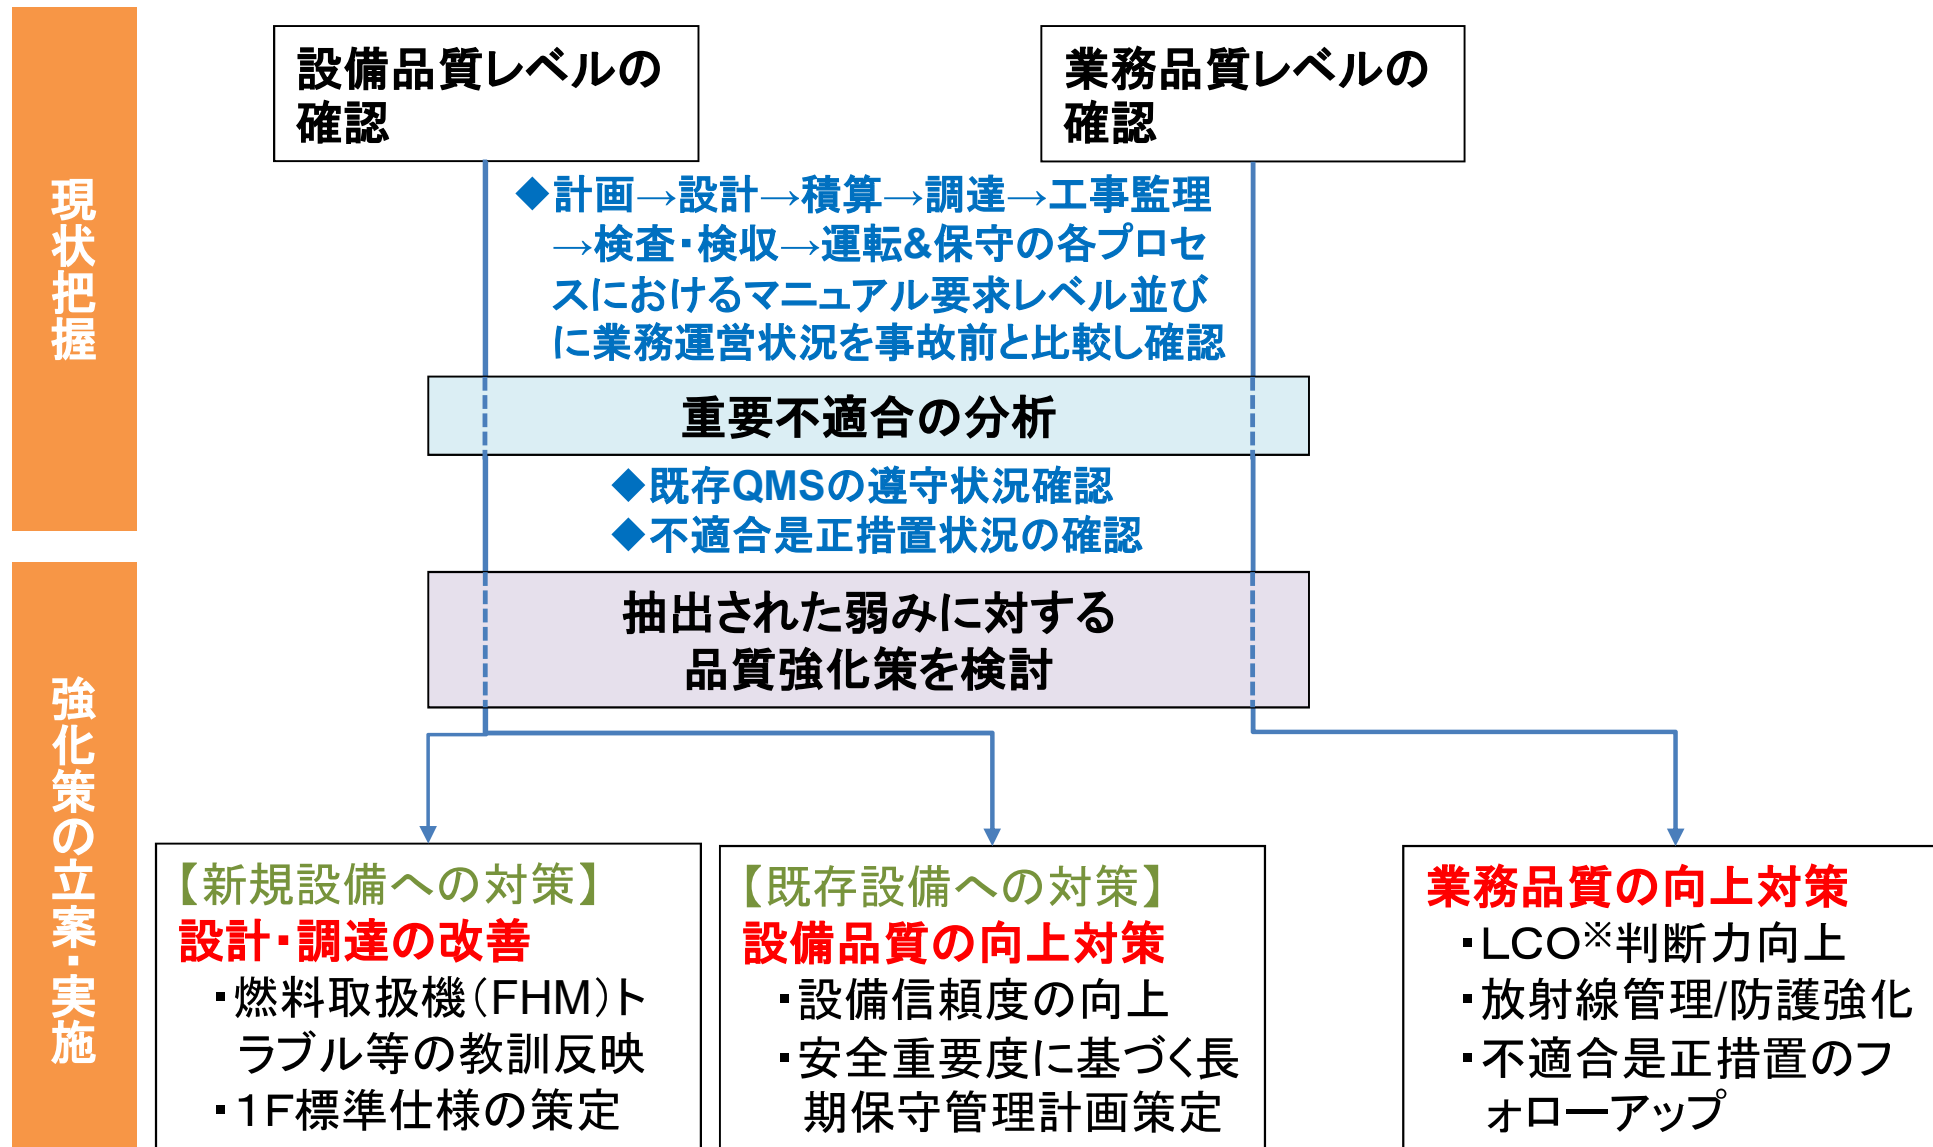 現状把握
設備品質レベルの
確認
業務品質レベルの
確認
◆計画→設計→積算→調達→工事監理
→検査・検収→運転&保守の各プロセ
スにおけるマニュアル要求レベル並び
に業務運営状況を事故前と比較し確認
重要不適合の分析
◆既存QMSの遵守状況確認
◆不適合是正措置状況の確認
強化策の立案・実施
抽出された弱みに対する
品質強化策を検討
【新規設備への対策】
設計・調達の改善
・燃料取扱機(FHM)ト
ラブル等の教訓反映
・1F標準仕様の策定
【既存設備への対策】
設備品質の向上対策
・設備信頼度の向上
・安全重要度に基づく長
期保守管理計画策定
業務品質の向上対策
・LCO※判断力向上
・放射線管理/防護強化
・不適合是正措置のフ
ォローアップ